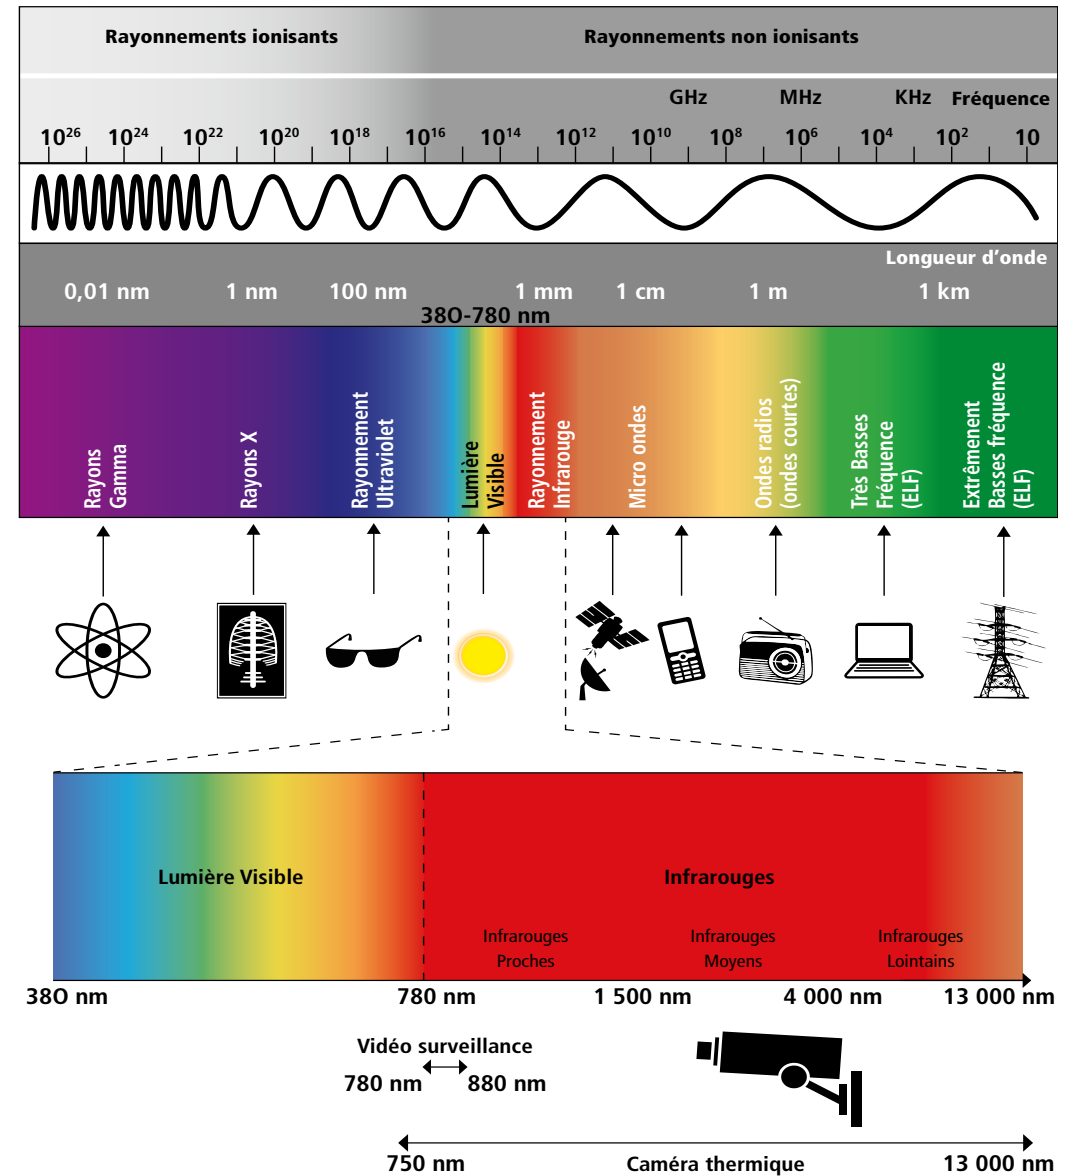 Rayonnements ionisants
Rayonnements non ionisants
GHz MHz KHz Fréquence
10²⁶ 10²⁴ 10²² 10²⁰ 10¹⁸ 10¹⁶ 10¹⁴ 10¹² 10¹⁰ 10⁸ 10⁶ 10⁴ 10² 10
Longueur d'onde
0,01 nm 1 nm 100 nm 1 mm 1 cm 1 m 1 km
380-780 nm
Rayons
Gamma
Rayons X
Rayonnement
Ultraviolet
Lumière
Visible
Rayonnement
Infrarouge
Micro ondes
Ondes radios
(ondes courtes)
Très Basses
Fréquence
(ELF)
Extrêmenent
Basses fréquence
(ELF)
Lumière Visible
Infrarouges
Infrarouges
Proches
Infrarouges
Moyens
Infrarouges
Lointains
380 nm 780 nm 1 500 nm 4 000 nm 13 000 nm
Vidéo surveillance
780 nm 880 nm
750 nm Caméra thermique 13 000 nm